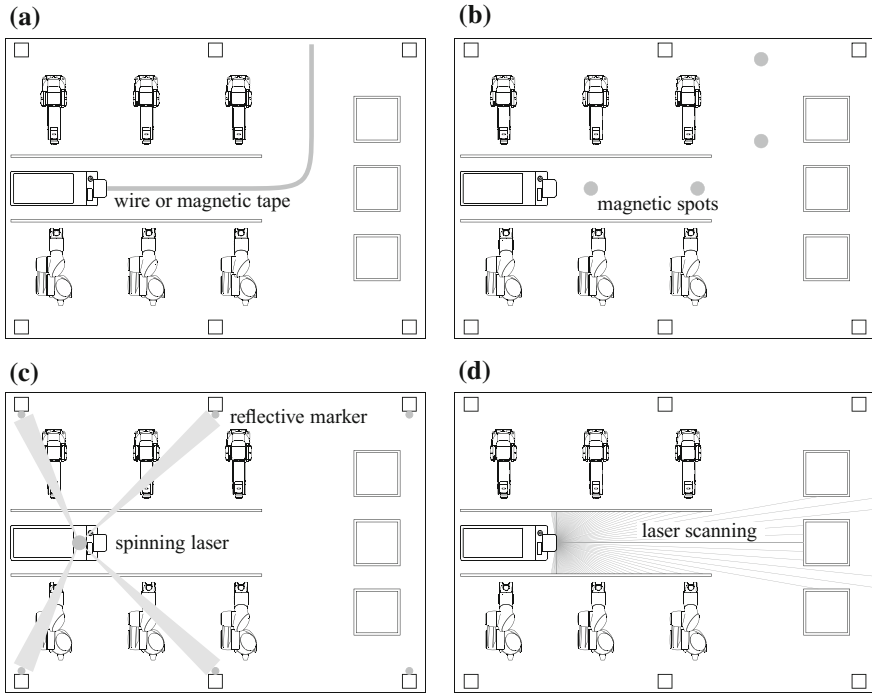 (a)
wire or magnetic tape
(b)
magnetic spots
(c)
reflective marker
spinning laser
(d)
laser scanning